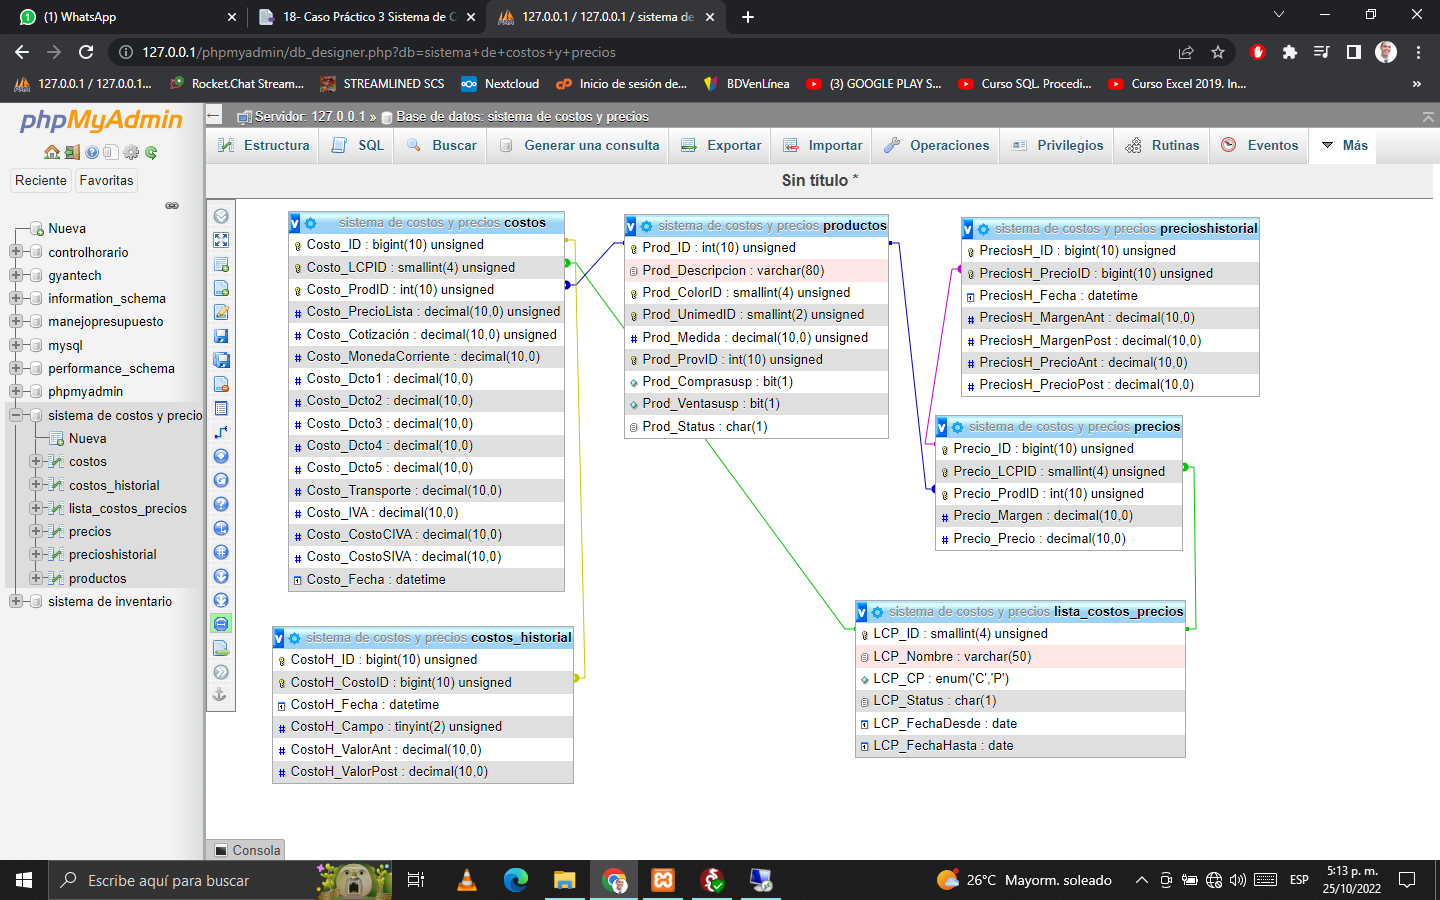 (1) WhatsApp
18- Caso Práctico 3 Sistema de C
127.0.0.1 / 127.0.0.1 / sistema de
127.0.0.1/phpmyadmin/db_designer.php?db=sistema+de+costos+y+precios
127.0.0.1 / 127.0.0.1...
Rocket.Chat Stream...
STREAMLINED SCS
Nextcloud
Inicio de sesión de...
BDVenLínea
(3) GOOGLE PLAY S...
Curso SQL. Procedi...
Curso Excel 2019. In...
»
phpMyAdmin
Servidor: 127.0.0.1 » Base de datos: sistema de costos y precios
Estructura
SQL
Buscar
Generar una consulta
Exportar
Importar
Operaciones
Privilegios
Rutinas
Eventos
Más
Reciente
Favoritas
Sin título *
Nueva
controlhorario
gyantech
information_schema
manejopresupuesto
mysql
performance_schema
phpmyadmin
sistema de costos y precio
Nueva
costos
costos_historial
lista_costos_precios
precios
precioshistorial
productos
sistema de inventario
sistema de costos y precios costos
Costo_ID : bigint(10) unsigned
Costo_LCPID : smallint(4) unsigned
Costo_ProdID : int(10) unsigned
Costo_PrecioLista : decimal(10,0) unsigned
Costo_Cotización : decimal(10,0) unsigned
Costo_MonedaCorriente : decimal(10,0)
Costo_Dcto1 : decimal(10,0)
Costo_Dcto2 : decimal(10,0)
Costo_Dcto3 : decimal(10,0)
Costo_Dcto4 : decimal(10,0)
Costo_Dcto5 : decimal(10,0)
Costo_Transporte : decimal(10,0)
Costo_IVA : decimal(10,0)
Costo_CostoCIVA : decimal(10,0)
Costo_CostoSIVA : decimal(10,0)
Costo_Fecha : datetime
sistema de costos y precios productos
Prod_ID : int(10) unsigned
Prod_Descripcion : varchar(80)
Prod_ColorID : smallint(4) unsigned
Prod_UnimedID : smallint(2) unsigned
Prod_Medida : decimal(10,0) unsigned
Prod_ProvID : int(10) unsigned
Prod_Comprasusp : bit(1)
Prod_Ventasusp : bit(1)
Prod_Status : char(1)
sistema de costos y precios precioshistorial
PreciosH_ID : bigint(10) unsigned
PreciosH_PrecioID : bigint(10) unsigned
PreciosH_Fecha : datetime
PreciosH_MargenAnt : decimal(10,0)
PreciosH_MargenPost : decimal(10,0)
PreciosH_PrecioAnt : decimal(10,0)
PreciosH_PrecioPost : decimal(10,0)
sistema de costos y precios precios
Precio_ID : bigint(10) unsigned
Precio_LCPID : smallint(4) unsigned
Precio_ProdID : int(10) unsigned
Precio_Margen : decimal(10,0)
Precio_Precio : decimal(10,0)
sistema de costos y precios lista_costos_precios
LCP_ID : smallint(4) unsigned
LCP_Nombre : varchar(50)
LCP_CP : enum('C','P')
LCP_Status : char(1)
LCP_FechaDesde : date
LCP_FechaHasta : date
sistema de costos y precios costos_historial
CostoH_ID : bigint(10) unsigned
CostoH_CostoID : bigint(10) unsigned
CostoH_Fecha : datetime
CostoH_Campo : tinyint(2) unsigned
CostoH_ValorAnt : decimal(10,0)
CostoH_ValorPost : decimal(10,0)
Consola
Escribe aquí para buscar
26°C Mayorm. soleado
ESP
5:13 p. m.
25/10/2022